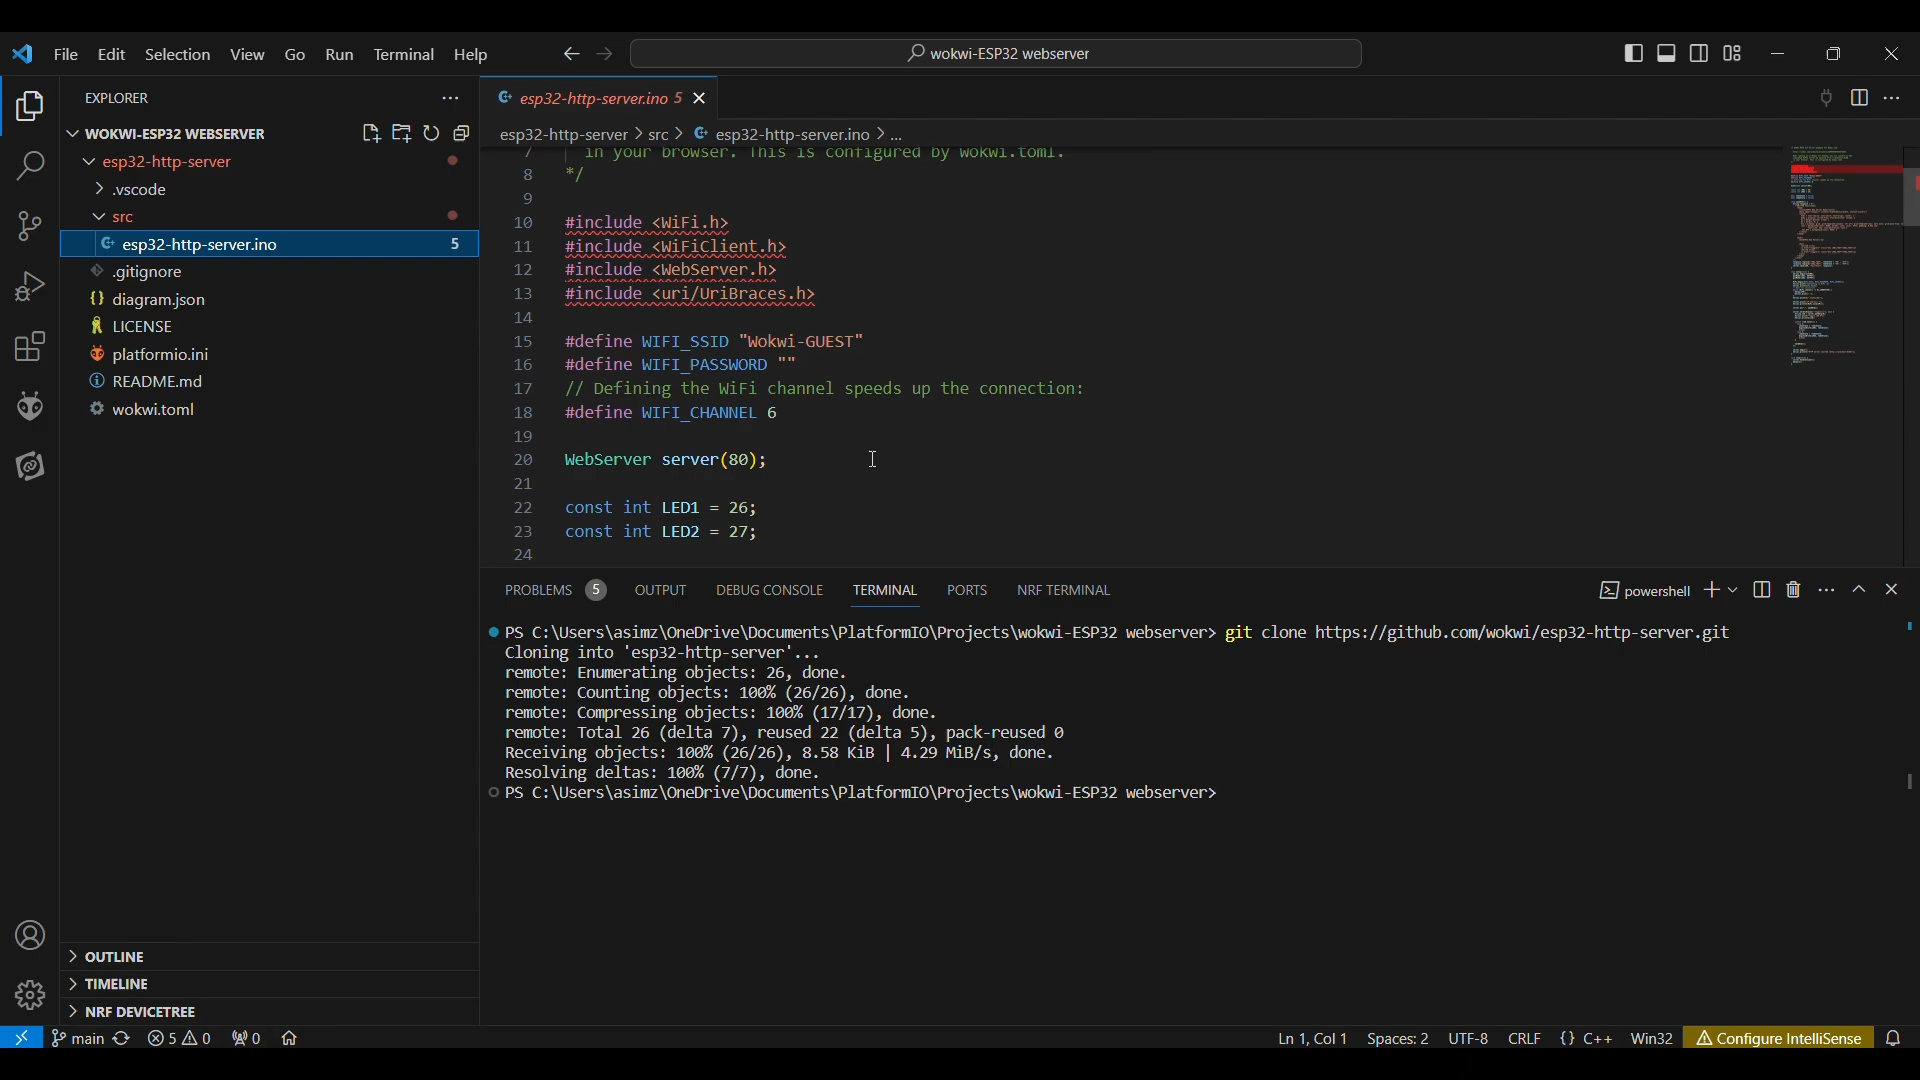 File Edit Selection View Go Run Terminal Help
wokwi-ESP32 webserver
EXPLORER
WOKWI-ESP32 WEBSERVER
esp32-http-server
.vscode
src
esp32-http-server.ino 5
.gitignore
diagram.json
LICENSE
platformio.ini
README.md
wokwi.toml
OUTLINE
TIMELINE
NRF DEVICETREE
esp32-http-server.ino 5
esp32-http-server > src > esp32-http-server.ino > ...
7 in your browser. This is configured by wokwi.toml.
8 */
9
10 #include <WiFi.h>
11 #include <WiFiClient.h>
12 #include <WebServer.h>
13 #include <uri/UriBraces.h>
14
15 #define WIFI_SSID "Wokwi-GUEST"
16 #define WIFI_PASSWORD ""
17 // Defining the WiFi channel speeds up the connection:
18 #define WIFI_CHANNEL 6
19
20 WebServer server(80);
21
22 const int LED1 = 26;
23 const int LED2 = 27;
24
PROBLEMS 5 OUTPUT DEBUG CONSOLE TERMINAL PORTS NRF TERMINAL
powershell
PS C:\Users\asimz\OneDrive\Documents\PlatformIO\Projects\wokwi-ESP32 webserver> git clone https://github.com/wokwi/esp32-http-server.git
Cloning into 'esp32-http-server'...
remote: Enumerating objects: 26, done.
remote: Counting objects: 100% (26/26), done.
remote: Compressing objects: 100% (17/17), done.
remote: Total 26 (delta 7), reused 22 (delta 5), pack-reused 0
Receiving objects: 100% (26/26), 8.58 KiB | 4.29 MiB/s, done.
Resolving deltas: 100% (7/7), done.
PS C:\Users\asimz\OneDrive\Documents\PlatformIO\Projects\wokwi-ESP32 webserver>
main 5 0 0 Ln 1, Col 1 Spaces: 2 UTF-8 CRLF {} C++ Win32 Configure IntelliSense